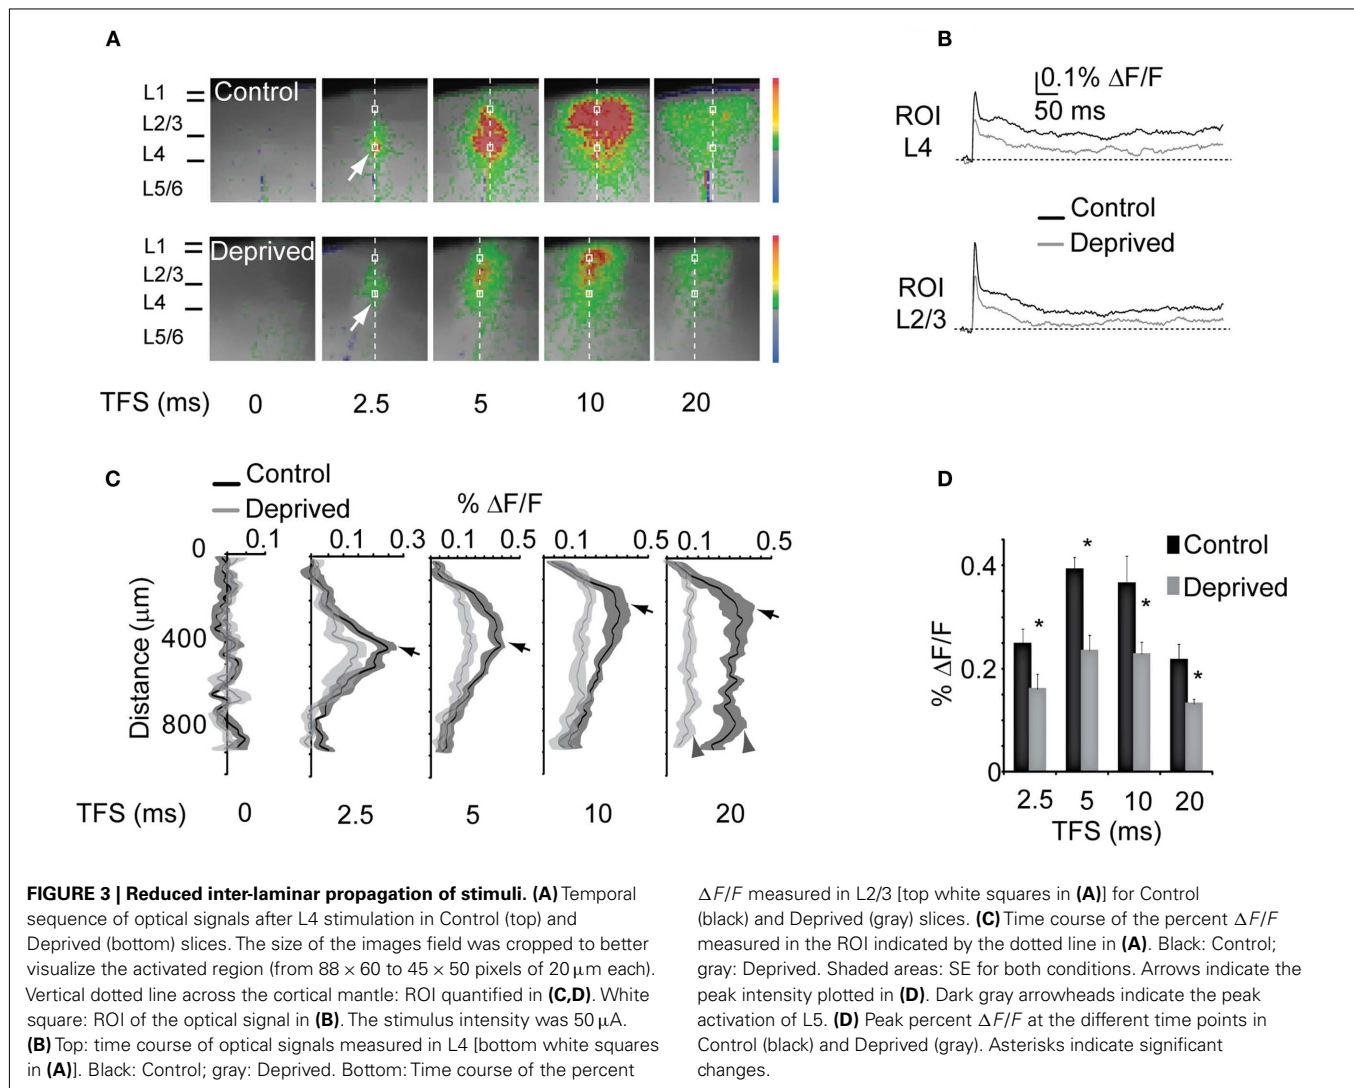 A
B
L1
L2/3
L4
L5/6
Control
L1
L2/3
L4
L5/6
Deprived
TFS (ms) 0 2.5 5 10 20
0.1% ΔF/F
50 ms
ROI
L4
Control
Deprived
ROI
L2/3
C
Control
Deprived
% ΔF/F
0.1 0.1 0.3 0.1 0.5 0.1 0.5 0.1 0.5
0
400
800
Distance (μm)
TFS (ms) 0 2.5 5 10 20
D
Control
Deprived
% ΔF/F
0.4
0.2
0
* * * *
2.5 5 10 20
TFS (ms)
FIGURE 3 | Reduced inter-laminar propagation of stimuli. (A) Temporal
sequence of optical signals after L4 stimulation in Control (top) and
Deprived (bottom) slices. The size of the images field was cropped to better
visualize the activated region (from 88 × 60 to 45 × 50 pixels of 20 μm each).
Vertical dotted line across the cortical mantle: ROI quantified in (C,D). White
square: ROI of the optical signal in (B). The stimulus intensity was 50 μA.
(B) Top: time course of optical signals measured in L4 [bottom white squares
in (A)]. Black: Control; gray: Deprived. Bottom: Time course of the percent
ΔF/F measured in L2/3 [top white squares in (A)] for Control
(black) and Deprived (gray) slices. (C) Time course of the percent ΔF/F
measured in the ROI indicated by the dotted line in (A). Black: Control;
gray: Deprived. Shaded areas: SE for both conditions. Arrows indicate the
peak intensity plotted in (D). Dark gray arrowheads indicate the peak
activation of L5. (D) Peak percent ΔF/F at the different time points in
Control (black) and Deprived (gray). Asterisks indicate significant
changes.